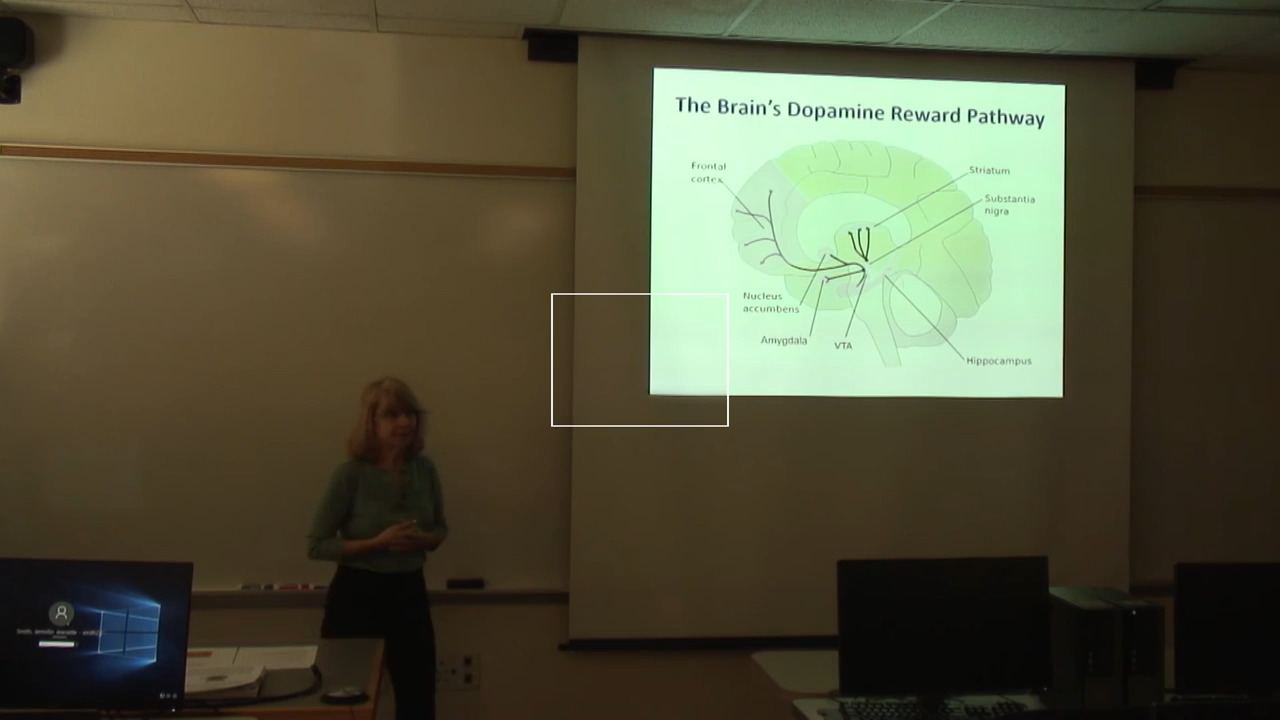 The Brain's Dopamine Reward Pathway
Frontal
cortex
Striatum
Substantia
nigra
Nucleus
accumbens
Amygdala
VTA
Hippocampus